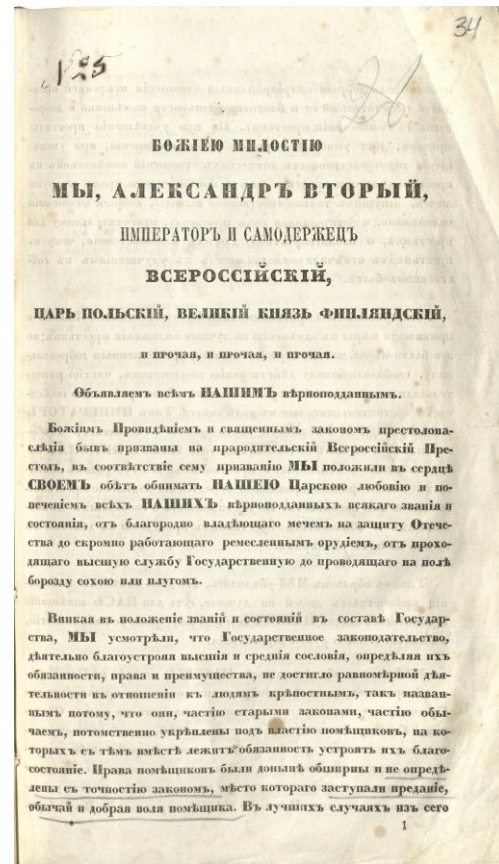 34
№5
26
БОЖІЕЮ МИЛОСТІЮ
МЫ, АЛЕКСАНДРЪ ВТОРЫЙ,
ИМПЕРАТОРЪ И САМОДЕРЖЕЦЪ
ВСЕРОССІЙСКІЙ,
ЦАРЬ ПОЛЬСКІЙ, ВЕЛИКІЙ КНЯЗЬ ФИНЛЯНДСКІЙ,
и прочая, и прочая, и прочая.
Объявляемъ всѣмъ НАШИМЪ вѣрноподданнымъ.
Божіимъ Провидѣніемъ и священнымъ закономъ престолона-
слѣдія бывъ призваны на прародительскій Всероссійскій Пре-
столъ, въ соотвѣтствіе сему призванію МЫ положили въ сердцѣ
СВОЕМЪ обѣтъ обнимать НАШЕЮ Царскою любовію и по-
печеніемъ всѣхъ НАШИХЪ вѣрноподданныхъ всякаго званія и
состоянія, отъ благородно владѣющаго мечемъ на защиту Отече-
ства до скромно работающаго ремесленнымъ орудіемъ, отъ прохо-
дящаго высшую службу Государственную до проводящаго на полѣ
борозду сохою или плугомъ.
Вникая въ положеніе званій и состояній въ составѣ Государ-
ства, МЫ усмотрѣли, что Государственное законодательство,
дѣятельно благоустрояя высшія и среднія сословія, опредѣляя ихъ
обязанности, права и преимущества, не достигло равномѣрной дѣя-
тельности въ отношеніи къ людямъ крѣпостнымъ, такъ назван-
нымъ потому, что они, частію старыми законами, частію обы-
чаемъ, потомственно укрѣплены подъ властію помѣщиковъ, на ко-
торыхъ съ тѣмъ вмѣстѣ лежитъ обязанность устроять ихъ благо-
состояніе. Права помѣщиковъ были донынѣ обширны и не опредѣ-
лены съ точностію закономъ, мѣсто котораго заступали преданіе,
обычай и добрая воля помѣщика. Въ лучшихъ случаяхъ изъ сего
1